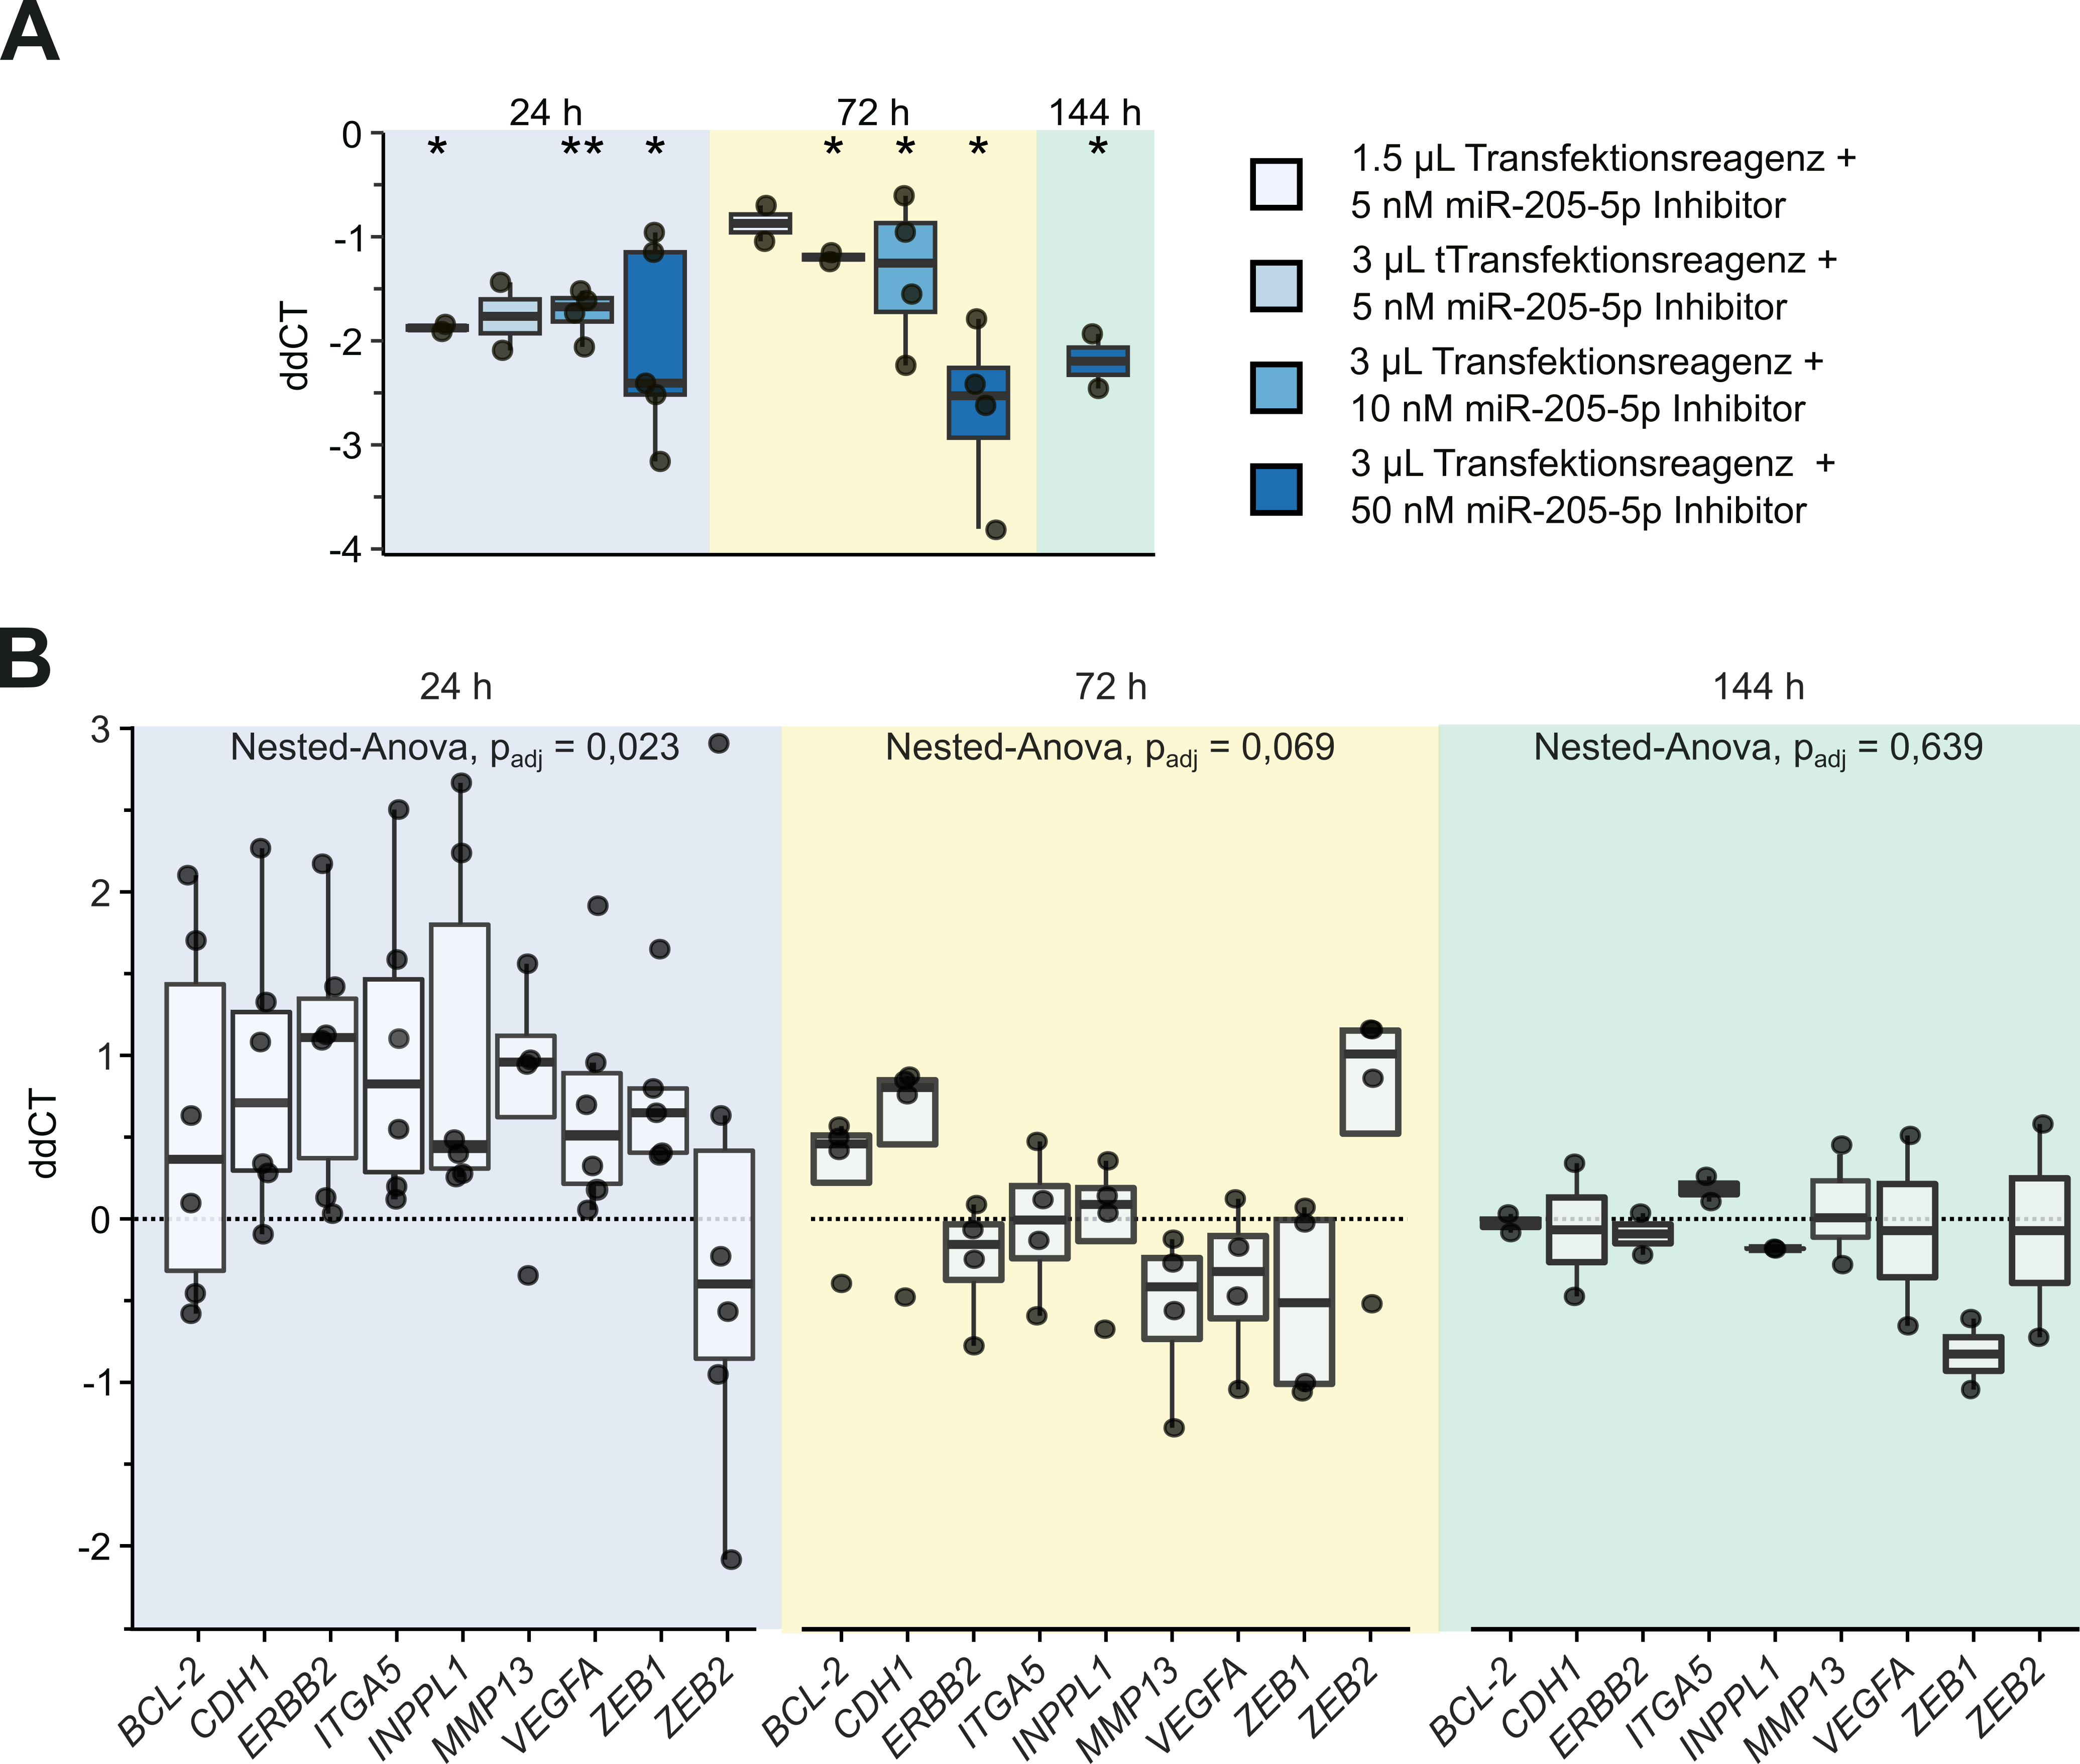 A
24 h
72 h
144 h
* ** *
* * *
*
ddCT
0
-1
-2
-3
-4
1.5 µL Transfektionsreagenz +
5 nM miR-205-5p Inhibitor
3 µL tTransfektionsreagenz +
5 nM miR-205-5p Inhibitor
3 µL Transfektionsreagenz +
10 nM miR-205-5p Inhibitor
3 µL Transfektionsreagenz +
50 nM miR-205-5p Inhibitor
B
24 h
72 h
144 h
Nested-Anova, padj = 0,023
Nested-Anova, padj = 0,069
Nested-Anova, padj = 0,639
ddCT
3
2
1
0
-1
-2
BCL-2
CDH1
ERBB2
ITGA5
INPPL1
MMP13
VEGFA
ZEB1
ZEB2
BCL-2
CDH1
ERBB2
ITGA5
INPPL1
MMP13
VEGFA
ZEB1
ZEB2
BCL-2
CDH1
ERBB2
ITGA5
INPPL1
MMP13
VEGFA
ZEB1
ZEB2